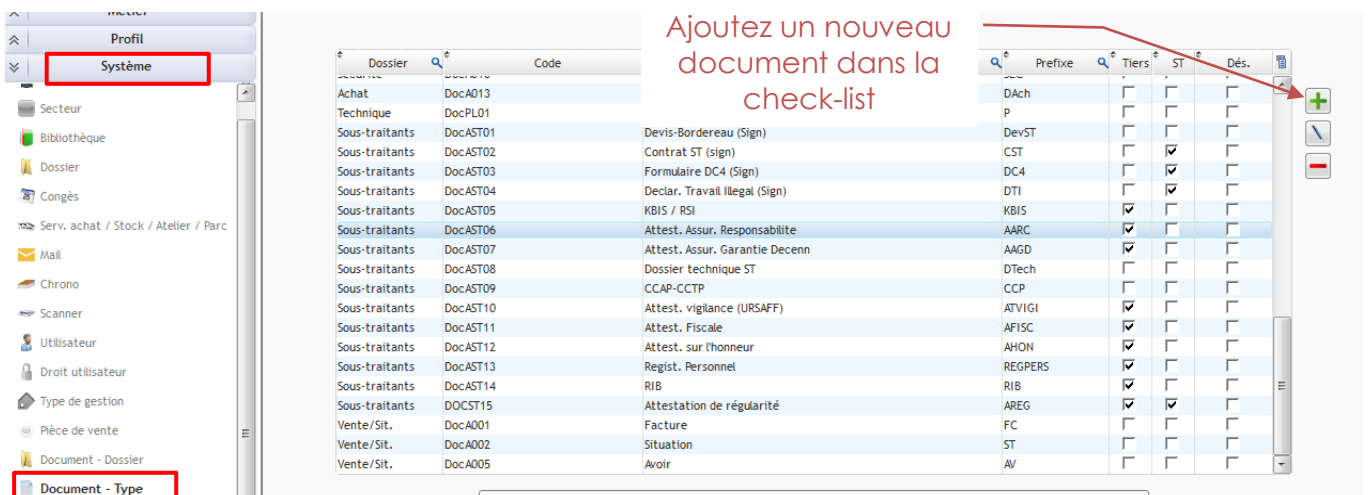 Métier
Profil
Système
Secteur
Bibliothèque
Dossier
Congès
Serv. achat / Stock / Atelier / Parc
Mail
Chrono
Scanner
Utilisateur
Droit utilisateur
Type de gestion
Pièce de vente
Document - Dossier
Document - Type
Ajoutez un nouveau
document dans la
check-list
Dossier Code Prefixe Tiers ST Dés.
Achat DocA013 DAch
Technique DocPL01 P
Sous-traitants DocAST01 Devis-Bordereau (Sign) DevST
Sous-traitants DocAST02 Contrat ST (sign) CST
Sous-traitants DocAST03 Formulaire DC4 (Sign) DC4
Sous-traitants DocAST04 Declar. Travail Illegal (Sign) DTI
Sous-traitants DocAST05 KBIS / RSI KBIS
Sous-traitants DocAST06 Attest. Assur. Responsabilite AARC
Sous-traitants DocAST07 Attest. Assur. Garantie Decenn AAGD
Sous-traitants DocAST08 Dossier technique ST DTech
Sous-traitants DocAST09 CCAP-CCTP CCP
Sous-traitants DocAST10 Attest. vigilance (URSAFF) ATVIGI
Sous-traitants DocAST11 Attest. Fiscale AFISC
Sous-traitants DocAST12 Attest. sur l'honneur AHON
Sous-traitants DocAST13 Regist. Personnel REGPERS
Sous-traitants DocAST14 RIB RIB
Sous-traitants DOCST15 Attestation de régularité AREG
Vente/Sit. DocA001 Facture FC
Vente/Sit. DocA002 Situation ST
Vente/Sit. DocA005 Avoir AV